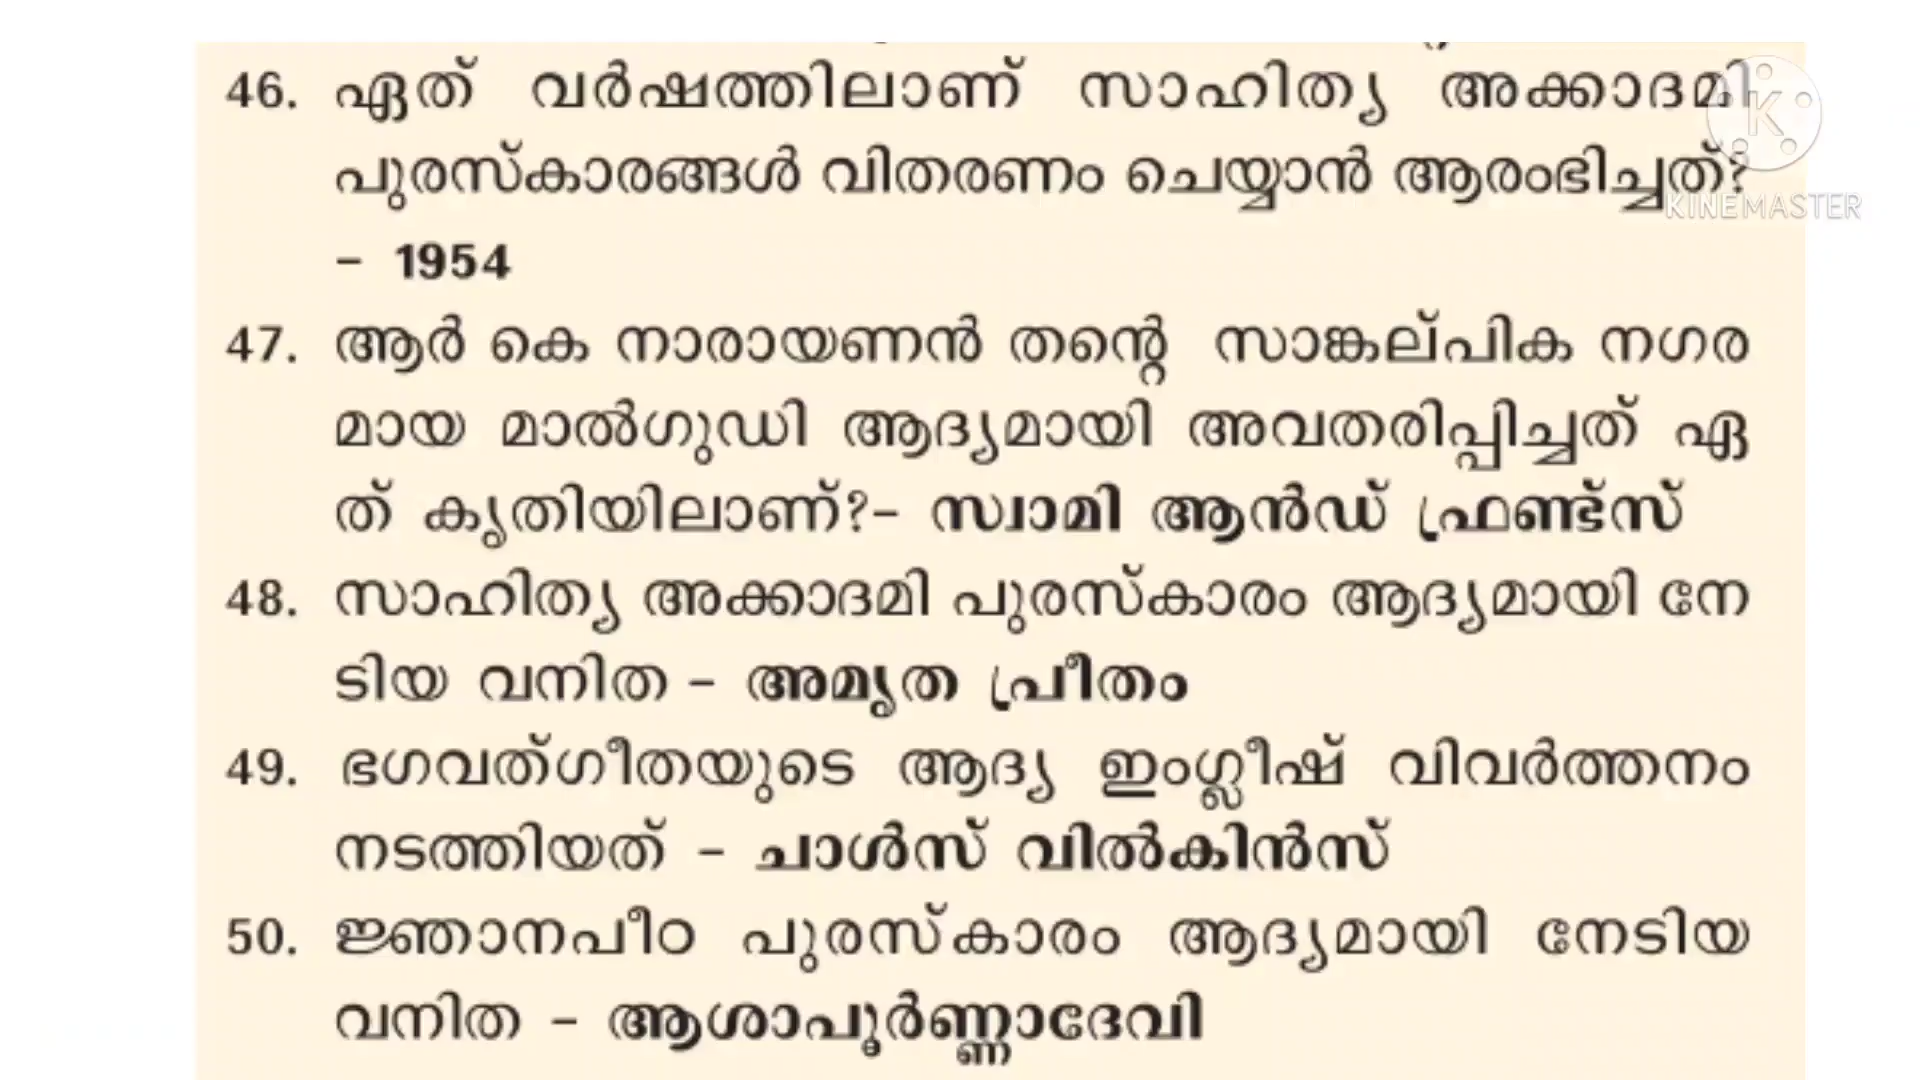 46. ഏത് വർഷത്തിലാണ് സാഹിത്യ അക്കാദമി
പുരസ്കാരങ്ങൾ വിതരണം ചെയ്യാൻ ആരംഭിച്ചത്?
- 1954
47. ആർ കെ നാരായണൻ തന്റെ സാങ്കല്പിക നഗര
മായ മാൽഗുഡി ആദ്യമായി അവതരിപ്പിച്ചത് ഏ
ത് കൃതിയിലാണ്?- സ്വാമി ആൻഡ് ഫ്രണ്ട്സ്
48. സാഹിത്യ അക്കാദമി പുരസ്കാരം ആദ്യമായി നേ
ടിയ വനിത - അമൃത പ്രീതം
49. ഭഗവത്ഗീതയുടെ ആദ്യ ഇംഗ്ലീഷ് വിവർത്തനം
നടത്തിയത് - ചാൾസ് വിൽകിൻസ്
50. ജ്ഞാനപീഠ പുരസ്കാരം ആദ്യമായി നേടിയ
വനിത - ആശാപൂർണ്ണാദേവി
K
KINEMASTER